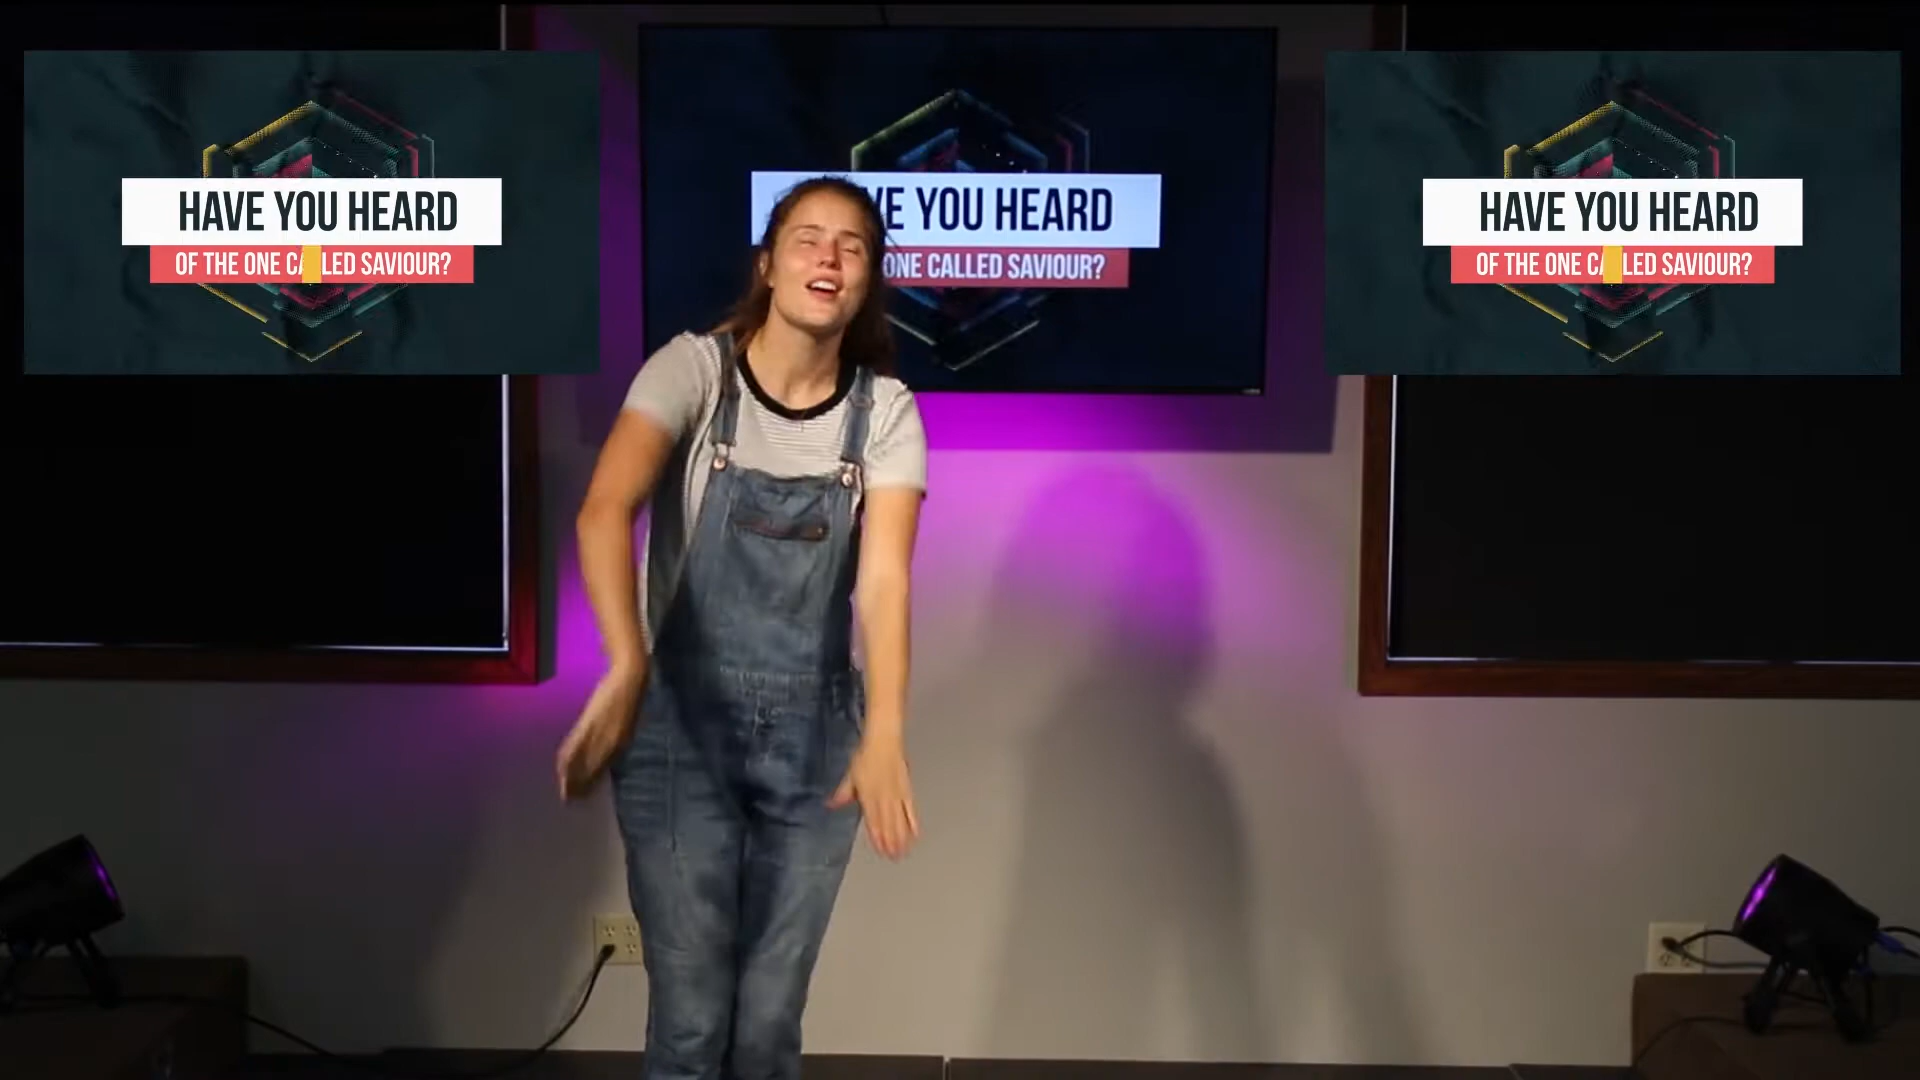 HAVE YOU HEARD
OF THE ONE CALLED SAVIOUR?
VE YOU HEARD
ONE CALLED SAVIOUR?
HAVE YOU HEARD
OF THE ONE CALLED SAVIOUR?